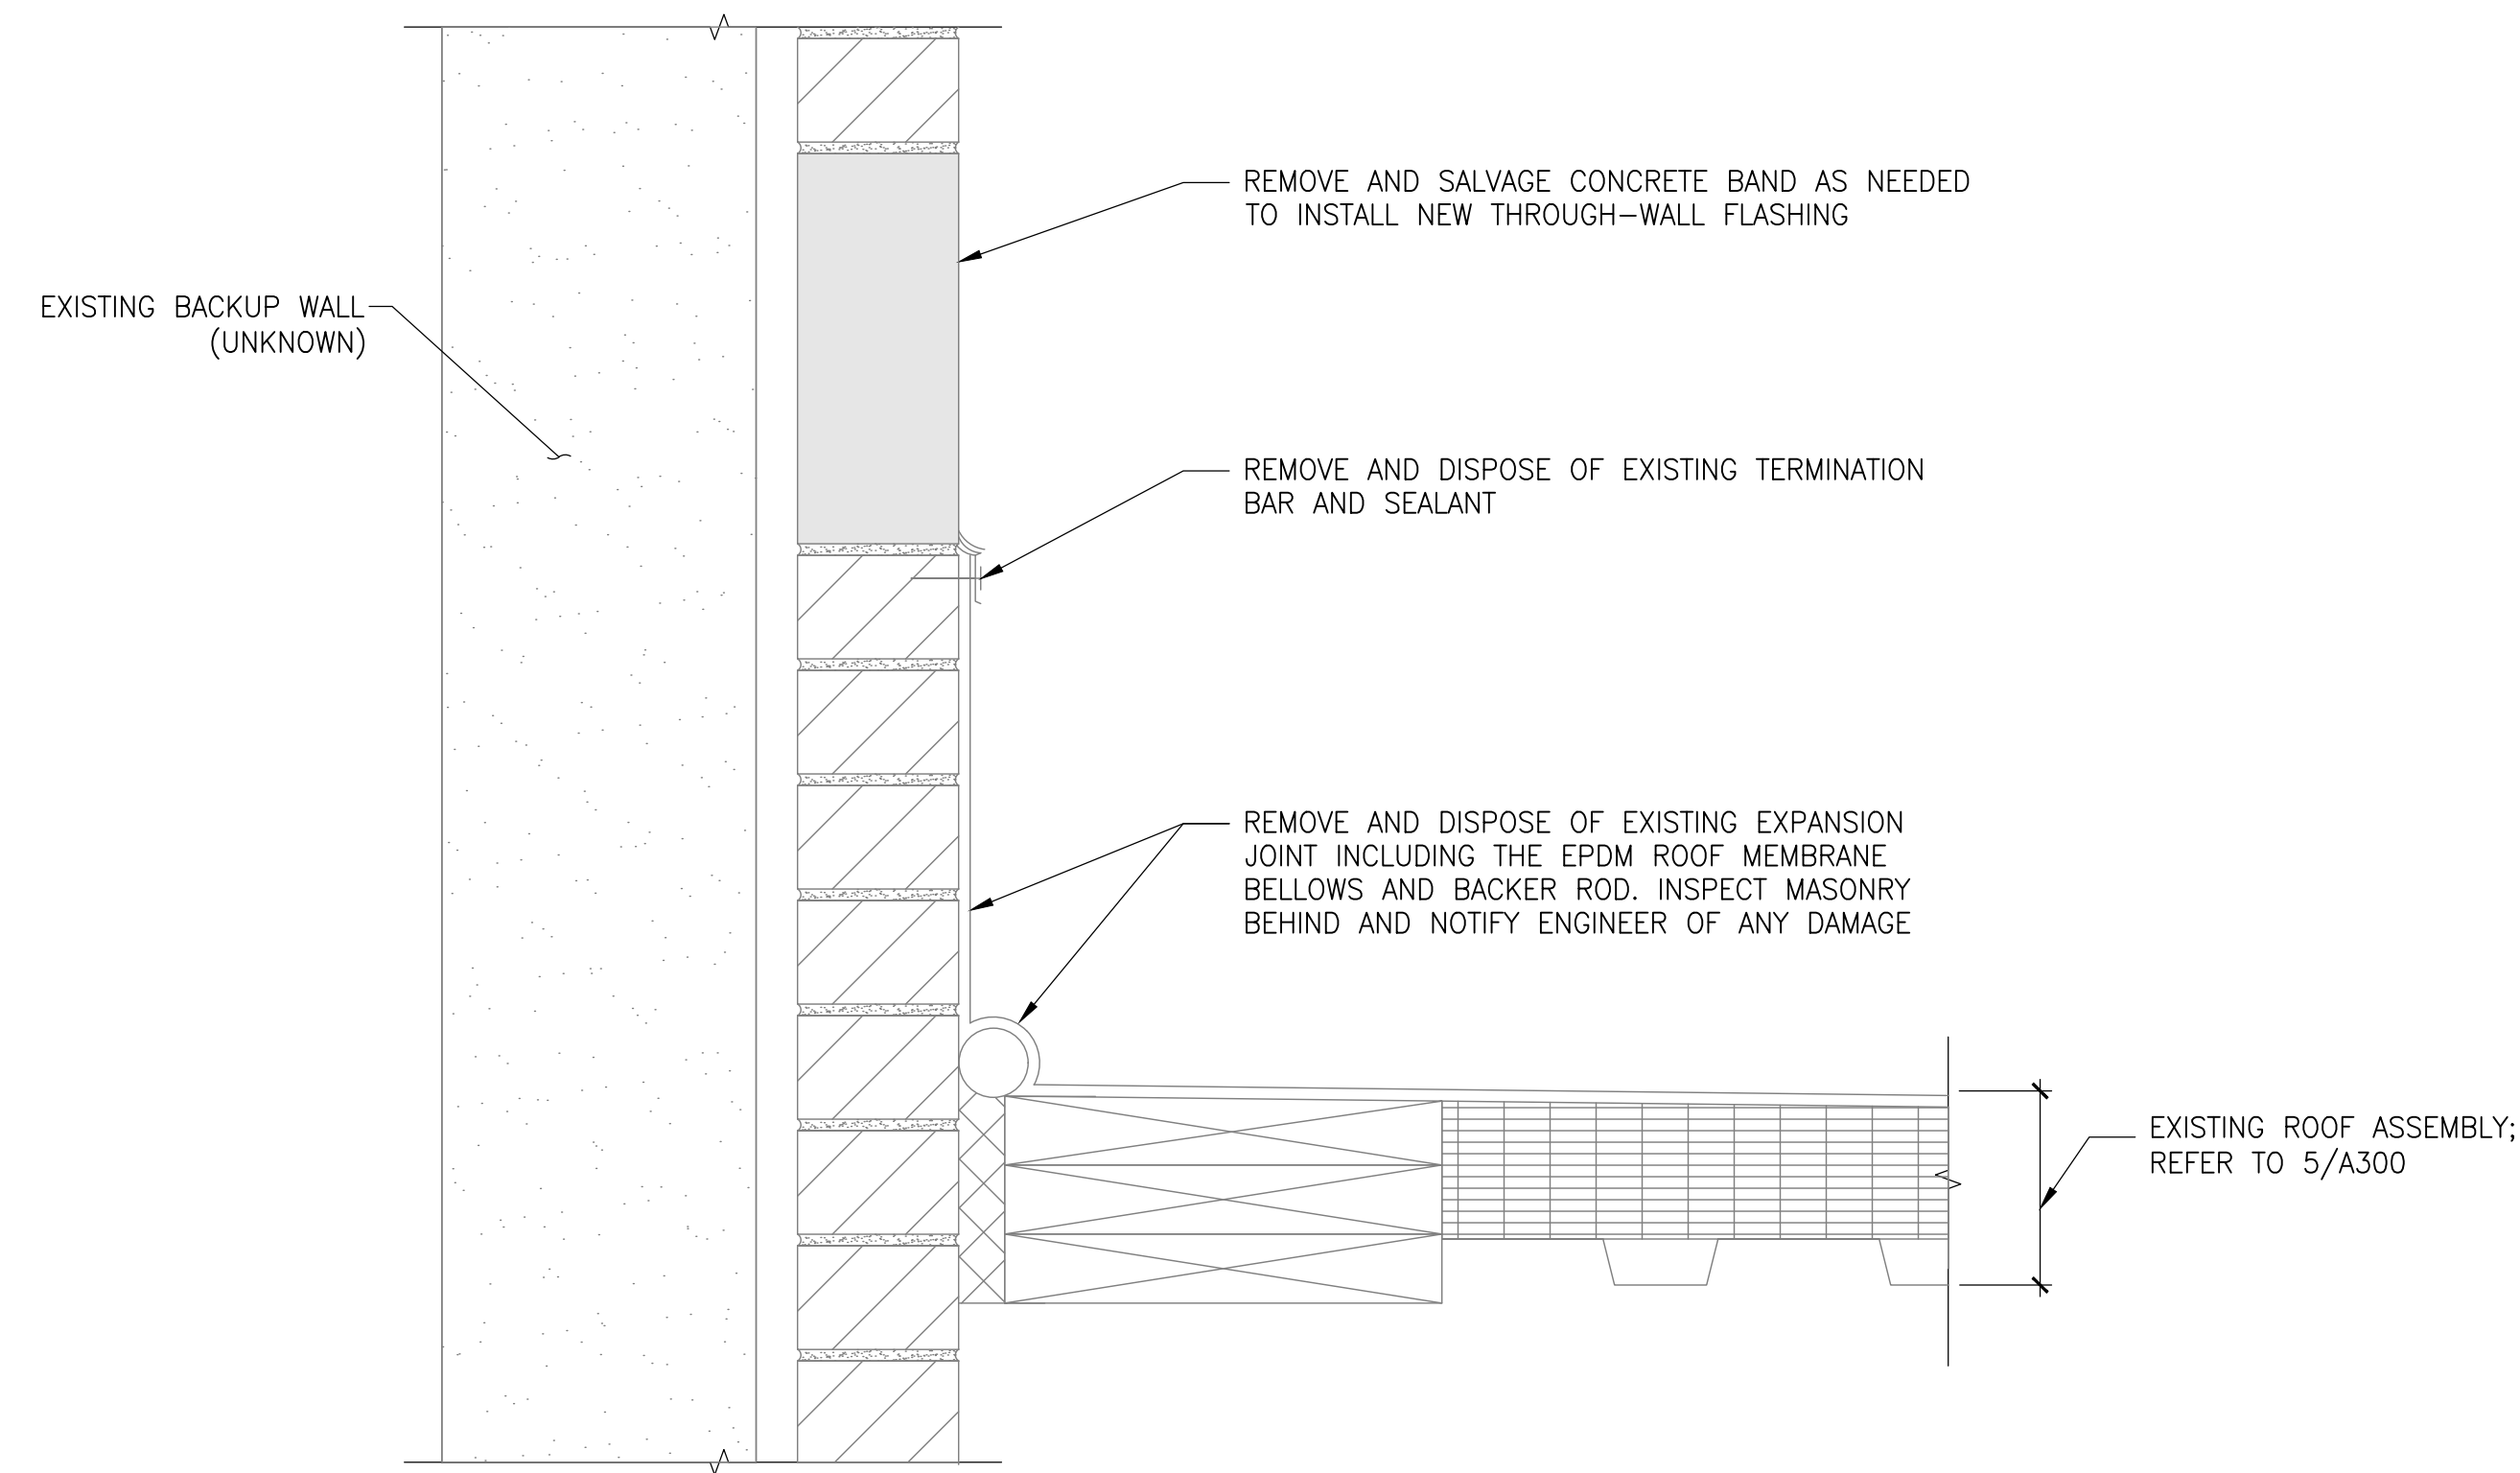 REMOVE AND SALVAGE CONCRETE BAND AS NEEDED
TO INSTALL NEW THROUGH-WALL FLASHING
EXISTING BACKUP WALL
(UNKNOWN)
REMOVE AND DISPOSE OF EXISTING TERMINATION
BAR AND SEALANT
REMOVE AND DISPOSE OF EXISTING EXPANSION
JOINT INCLUDING THE EPDM ROOF MEMBRANE
BELLOWS AND BACKER ROD. INSPECT MASONRY
BEHIND AND NOTIFY ENGINEER OF ANY DAMAGE
EXISTING ROOF ASSEMBLY;
REFER TO 5/A300